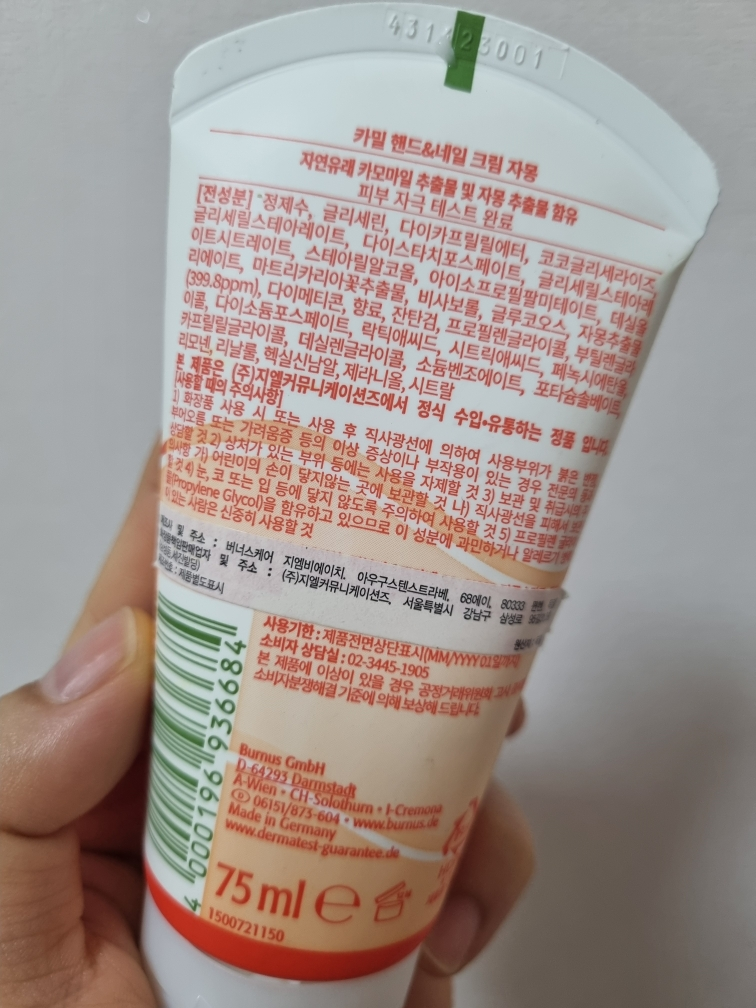 카밀 핸드&네일 크림 자몽
자연유래 카모마일 추출물 및 자몽 추출물 함유
피부 자극 테스트 완료
[전성분] 정제수, 글리세린, 다이카프릴릴에터, 코코글리세라이즈,
글리세릴스테아레이트, 다이스타치포스페이트, 글리세릴스테아레
이트시트레이트, 스테아릴알코올, 아이소프로필팔미테이트, 데실올
리에이트, 마트리카리아꽃추출물, 비사보롤, 글루코오스, 자몽추출물
(399.8ppm), 다이메티콘, 향료, 잔탄검, 프로필렌글라이콜, 부틸렌글라
이콜, 다이소듐포스페이트, 락틱애씨드, 시트릭애씨드, 페녹시에탄올,
카프릴릴글라이콜, 데실렌글라이콜, 소듐벤조에이트, 포타슘솔베이트,
리모넨, 리날룰, 헥실신남알, 제라니올, 시트랄
본 제품은 (주)지엘커뮤니케이션즈에서 정식 수입•유통하는 정품 입니다.
[사용할 때의 주의사항]
1) 화장품 사용 시 또는 사용 후 직사광선에 의하여 사용부위가 붉은 반점,
부어오름 또는 가려움증 등의 이상 증상이나 부작용이 있는 경우 전문의 등과
상담할 것 2) 상처가 있는 부위 등에는 사용을 자제할 것 3) 보관 및 취급시의
가) 어린이의 손이 닿지않는 곳에 보관할 것 나) 직사광선을 피해서
것 4) 눈, 코 또는 입 등에 닿지 않도록 주의하여 사용할 것 5) 프로필렌
(Propylene Glycol)을 함유하고 있으므로 이 성분에 과민하거나 알레르기
있는 사람은 신중히 사용할 것
및 주소 : 버너스케어 지엠비에이치, 아우구스텐스트라베, 68에이, 80333
및 주소 : (주)지엘커뮤니케이션즈, 서울특별시 강남구 삼성로
: 제품별도표시
사용기한 : 제품전면상단표시(MM/YYYY 01일까지)
소비자 상담실 : 02-3445-1905
본 제품에 이상이 있을 경우 공정거래위원회 고시
소비자분쟁해결 기준에 의해 보상해 드립니다.
4 000196 936684
Burnus GmbH
D-64293 Darmstadt
A-Wien • CH-Solothurn • I-Cremona
06151/873-604 • www.burnus.de
Made in Germany
www.dermatest-guarantee.de
75 ml ℮
1500721150